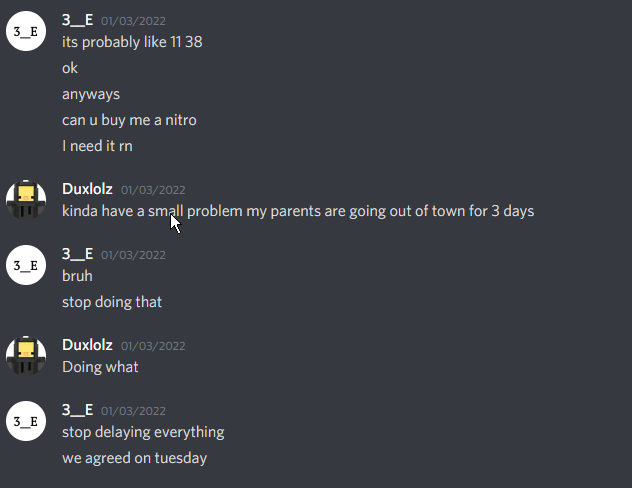 3__E 01/03/2022
3__E its probably like 11 38
ok
anyways
can u buy me a nitro
I need it rn
Duxlolz 01/03/2022
kinda have a small problem my parents are going out of town for 3 days
3__E 01/03/2022
3__E bruh
stop doing that
Duxlolz 01/03/2022
Doing what
3__E 01/03/2022
3__E stop delaying everything
we agreed on tuesday